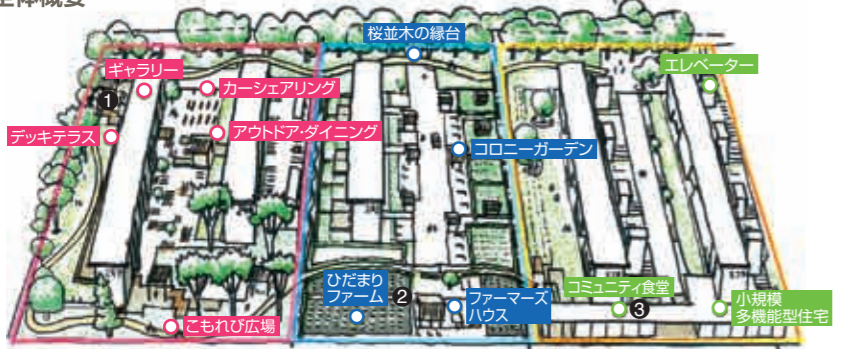 全体概要
桜並木の縁台
エレベーター
ギャラリー
カーシェアリング
1
デッキテラス
アウトドア・ダイニング
コロニーガーデン
ひだまり
ファーム
2
ファーマーズ
ハウス
コミュニティ食堂
3
小規模
多機能型住宅
こもれび広場